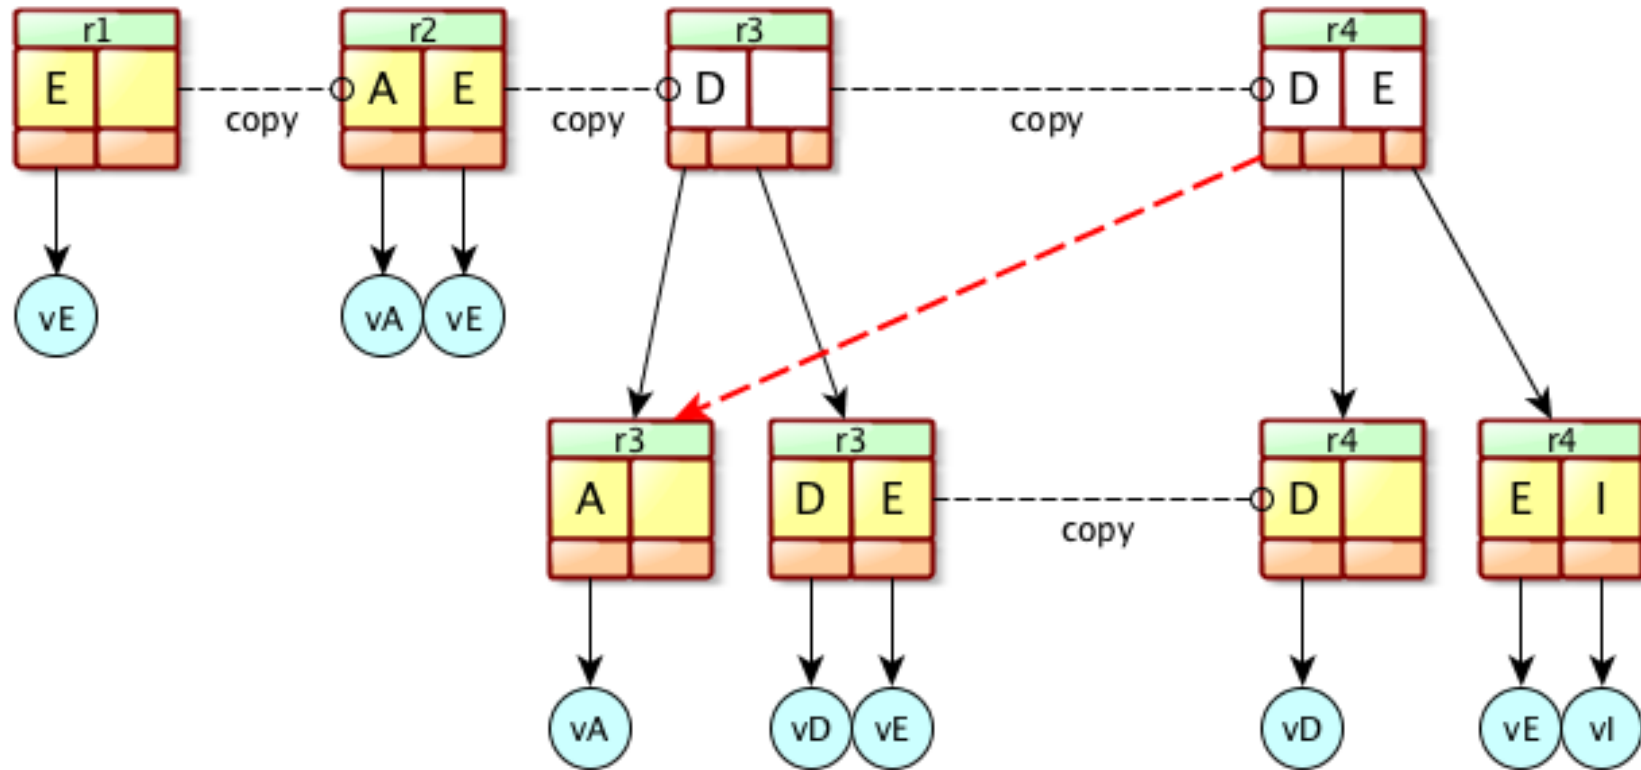 r1 r2 r3 r4
E A E D D E
copy copy copy
vE vA vE
r3 r3 r4 r4
A D E D E I
copy
vA vD vE vD vE vI